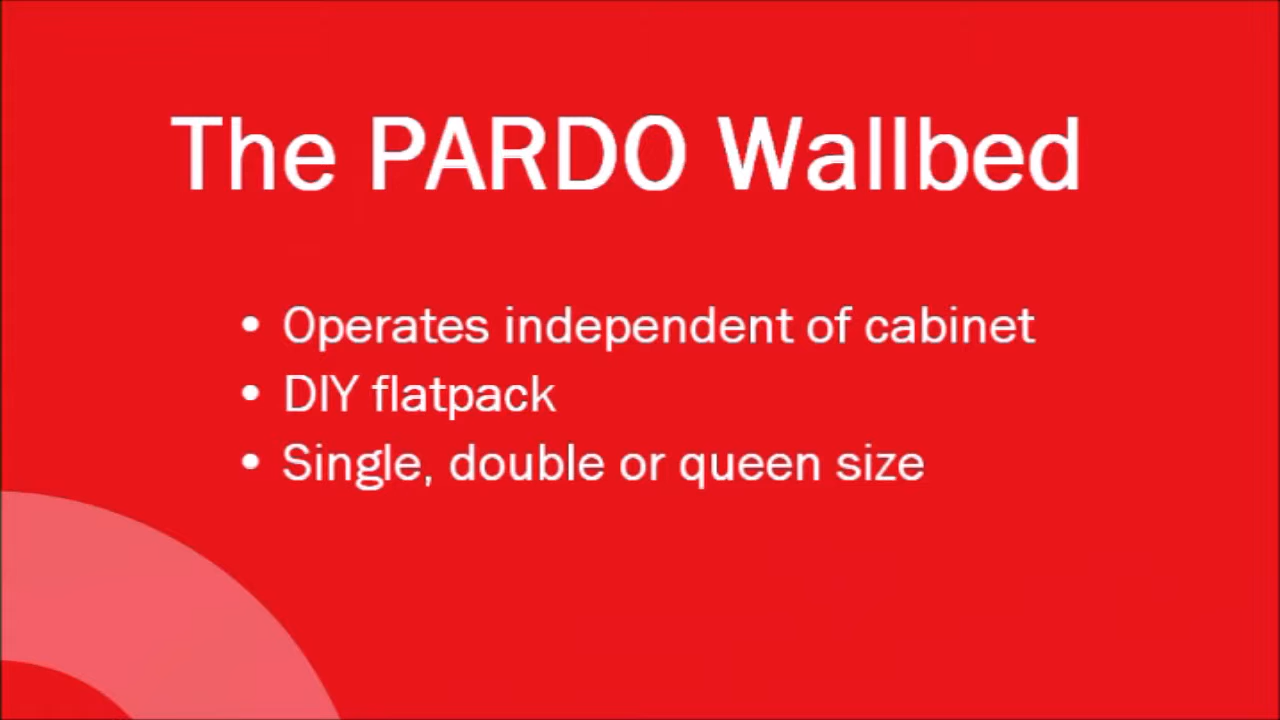 The PARDO Wallbed
• Operates independent of cabinet
• DIY flatpack
• Single, double or queen size